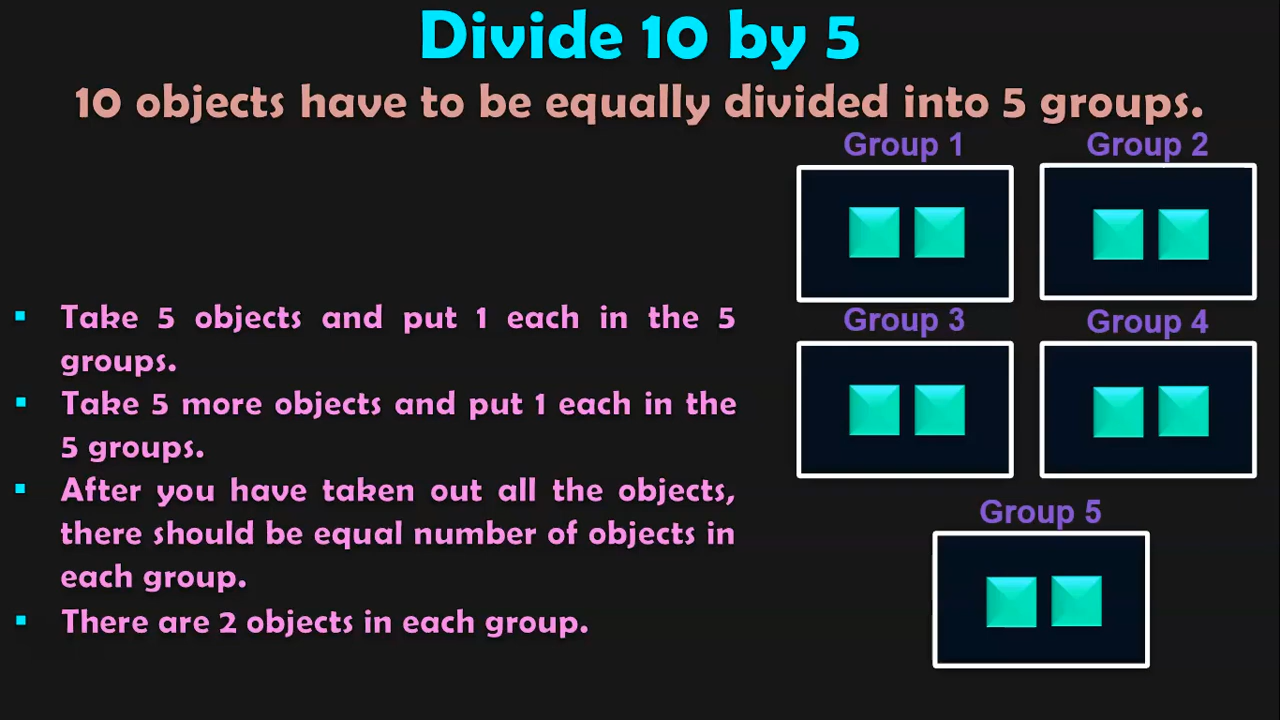 Divide 10 by 5
10 objects have to be equally divided into 5 groups.
Group 1
Group 2
Group 3
Group 4
Group 5
▪ Take 5 objects and put 1 each in the 5
groups.
▪ Take 5 more objects and put 1 each in the
5 groups.
▪ After you have taken out all the objects,
there should be equal number of objects in
each group.
▪ There are 2 objects in each group.